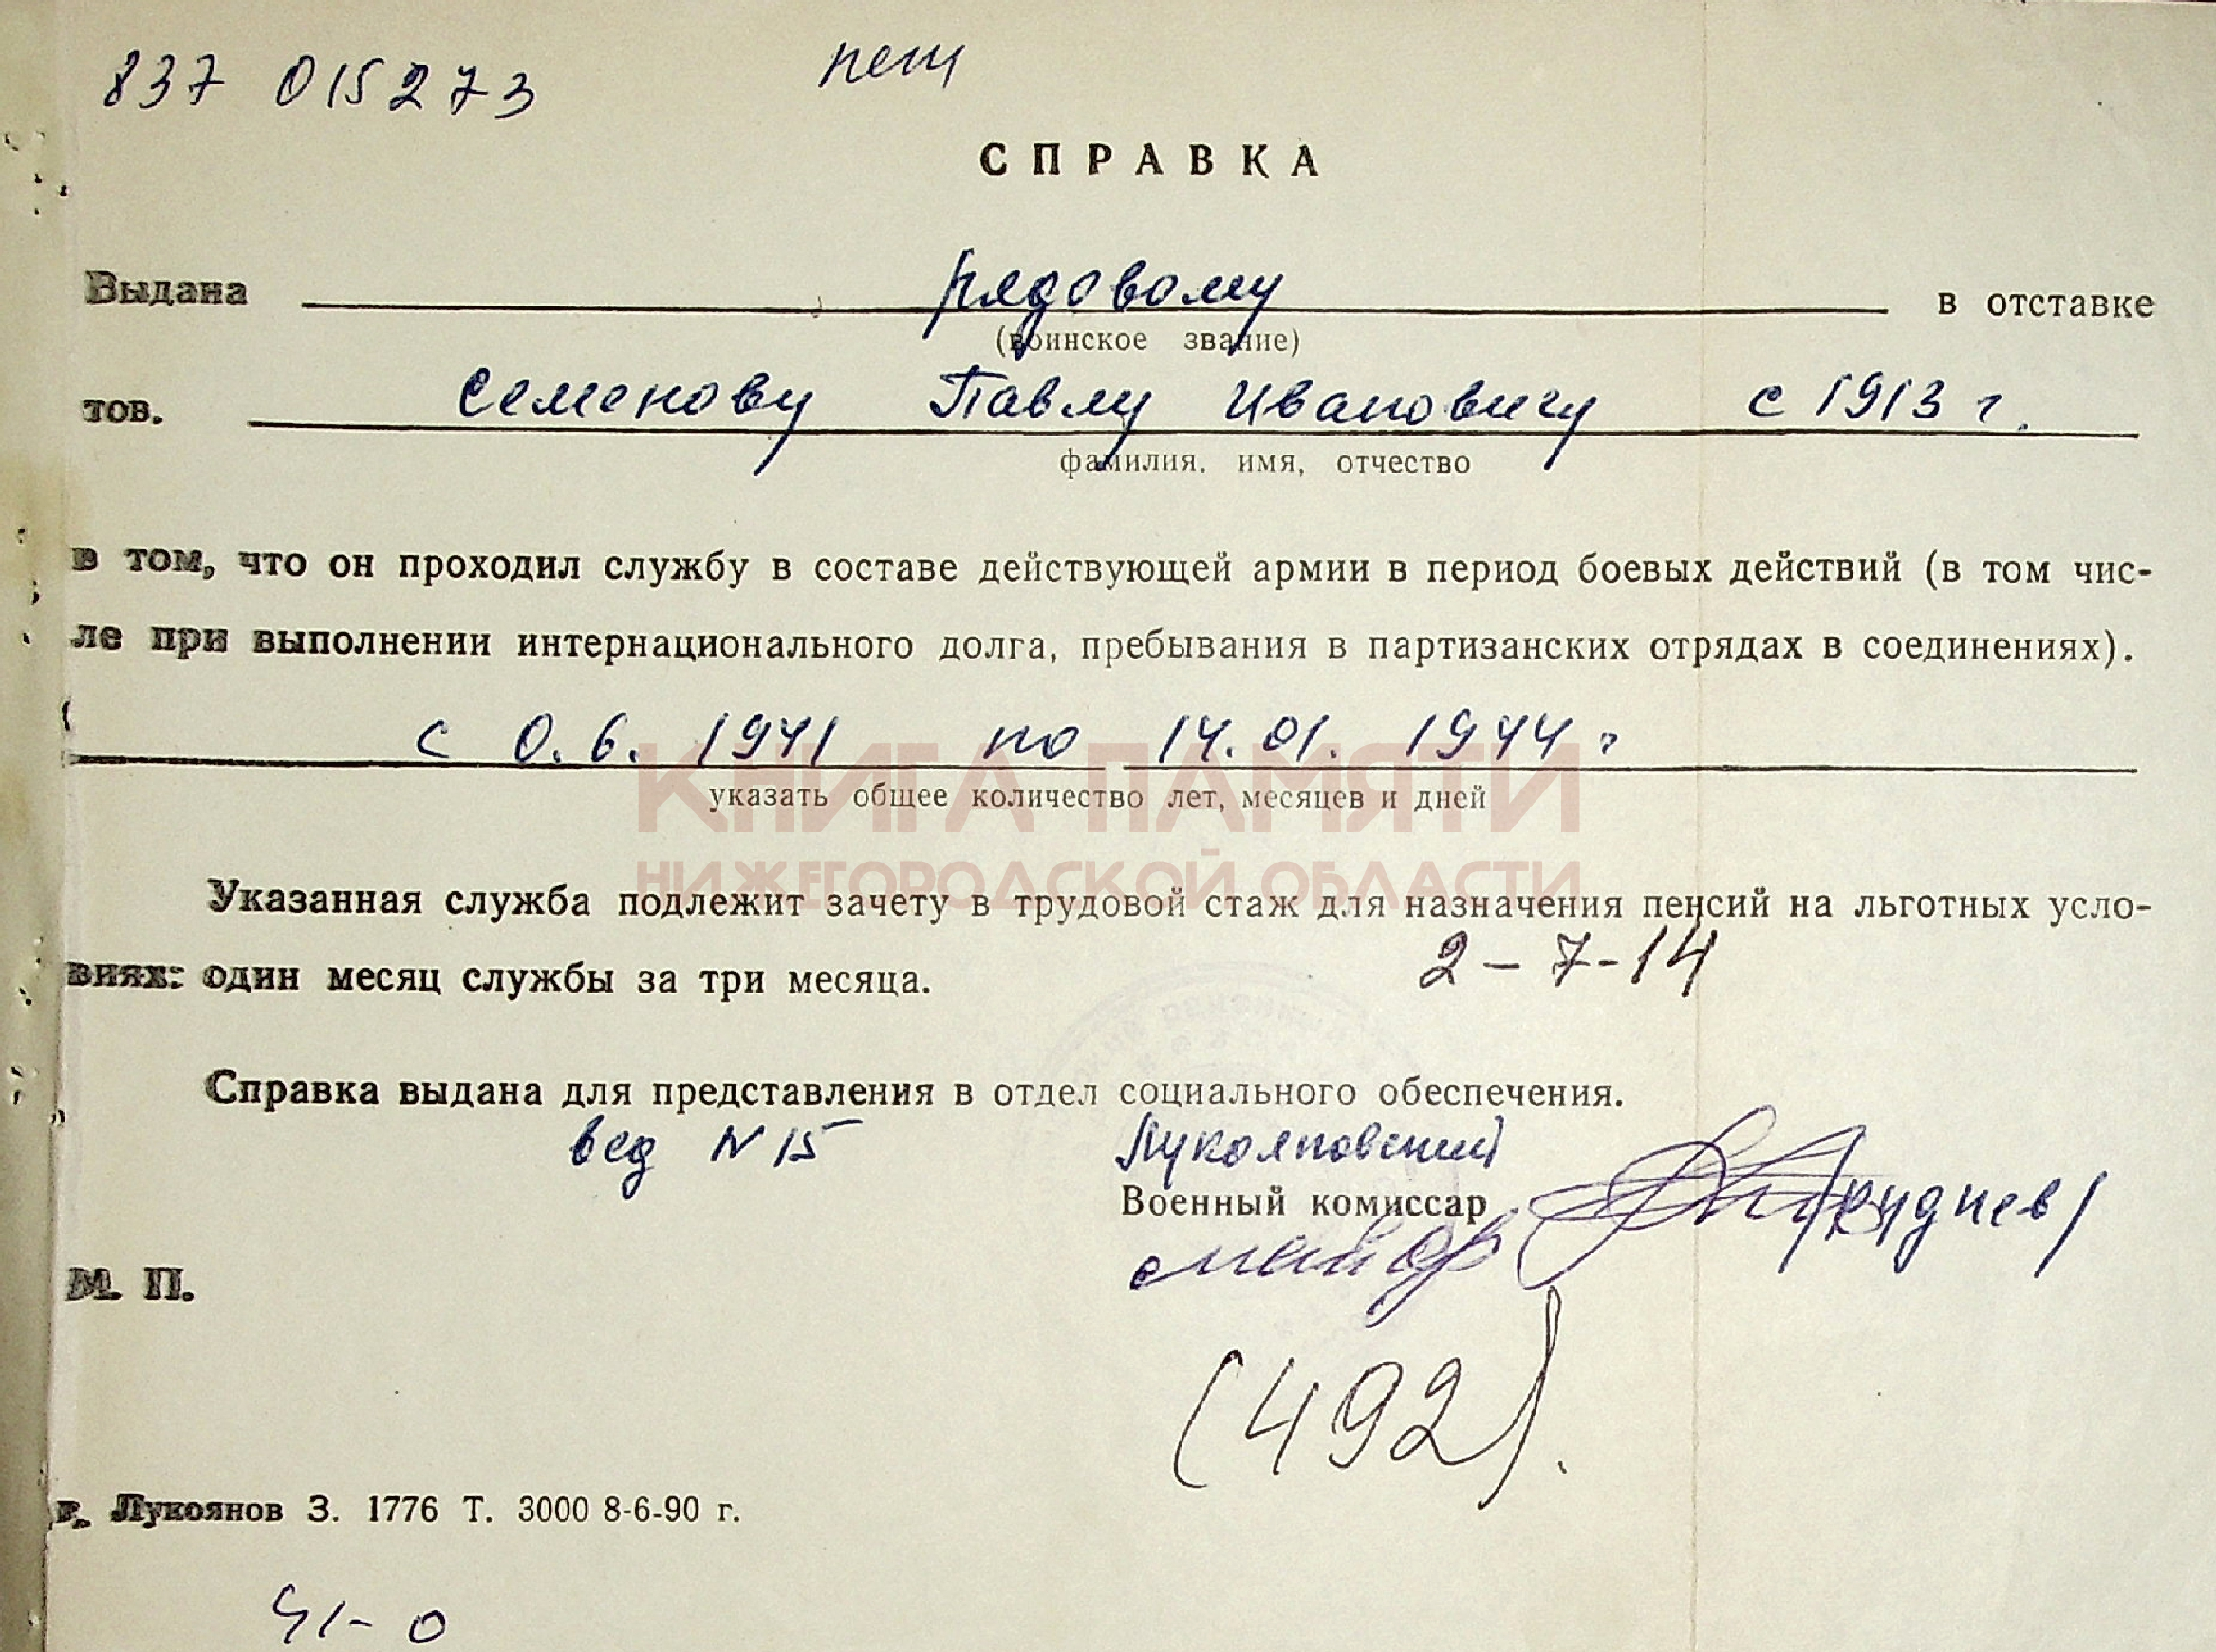 837 015273 пеш
СПРАВКА
Выдана рядовому в отставке
(воинское звание)
тов. Семенову Павлу Ивановичу с 1913 г.
фамилия, имя, отчество
в том, что он проходил службу в составе действующей армии в период боевых действий (в том чис-
ле при выполнении интернационального долга, пребывания в партизанских отрядах в соединениях).
с 0.6. 1941 по 14.01. 1944 г
КНИГА ПАМЯТИ
указать общее количество лет, месяцев и дней
НИЖЕГОРОДСКОЙ ОБЛАСТИ
Указанная служба подлежит зачету в трудовой стаж для назначения пенсий на льготных усло-
виях: один месяц службы за три месяца.
2-7-14
Справка выдана для представления в отдел социального обеспечения.
вед N 15 Лукояновский
Военный комиссар /Руднев/
майор
М. П.
(492).
г. Лукоянов З. 1776 Т. 3000 8-6-90 г.
41-0